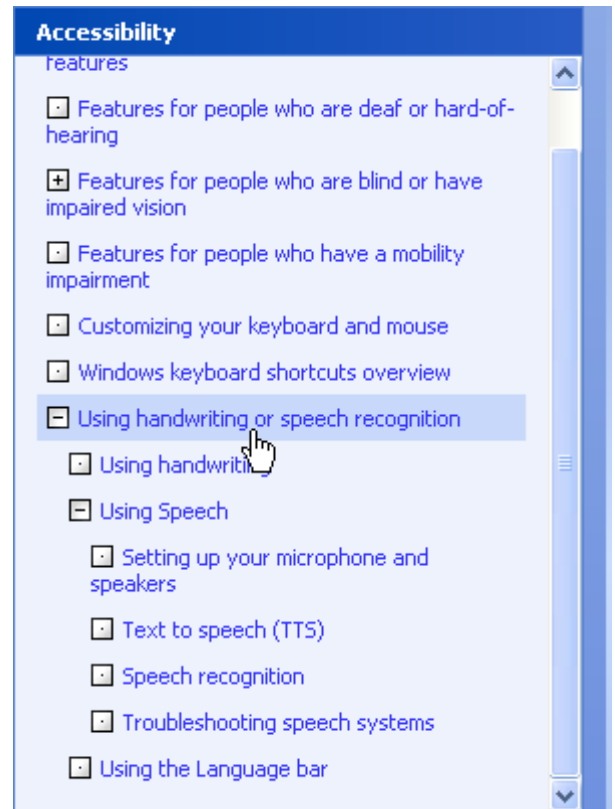 Accessibility
features
Features for people who are deaf or hard-of-
hearing
Features for people who are blind or have
impaired vision
Features for people who have a mobility
impairment
Customizing your keyboard and mouse
Windows keyboard shortcuts overview
Using handwriting or speech recognition
Using handwriting
Using Speech
Setting up your microphone and
speakers
Text to speech (TTS)
Speech recognition
Troubleshooting speech systems
Using the Language bar